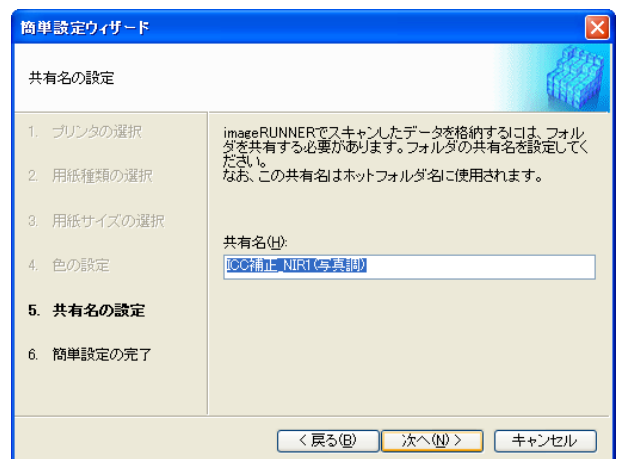 簡単設定ウィザード
共有名の設定
1. プリンタの選択
2. 用紙種類の選択
3. 用紙サイズの選択
4. 色の設定
5. 共有名の設定
6. 簡単設定の完了
imageRUNNERでスキャンしたデータを格納するには、フォル
ダを共有する必要があります。フォルダの共有名を設定してく
ださい。
なお、この共有名はホットフォルダ名に使用されます。
共有名(H):
ICC補正_NIR1(写真調)
< 戻る(B)
次へ(N) >
キャンセル